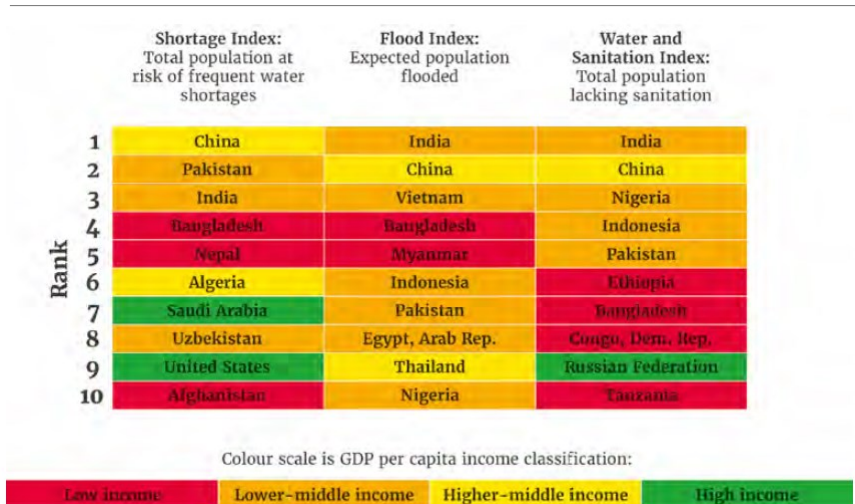 Shortage Index:
Total population at
risk of frequent water
shortages
Flood Index:
Expected population
flooded
Water and
Sanitation Index:
Total population
lacking sanitation
Rank
1 China India India
2 Pakistan China China
3 India Vietnam Nigeria
4 Bangladesh Bangladesh Indonesia
5 Nepal Myanmar Pakistan
6 Algeria Indonesia Ethiopia
7 Saudi Arabia Pakistan Bangladesh
8 Uzbekistan Egypt, Arab Rep. Congo, Dem. Rep.
9 United States Thailand Russian Federation
10 Afghanistan Nigeria Tanzania
Colour scale is GDP per capita income classification:
Low income Lower-middle income Higher-middle income High income